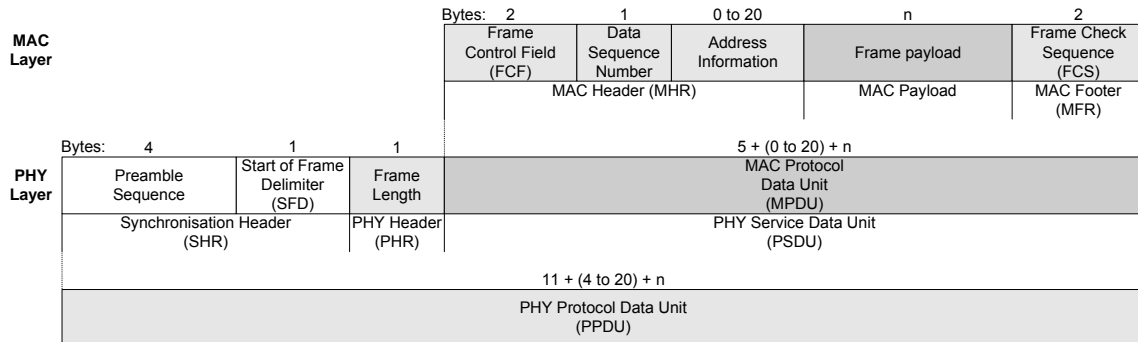 Bytes: 2 1 0 to 20 n 2
MAC
Layer
Frame
Control Field
(FCF)
Data
Sequence
Number
Address
Information
Frame payload
Frame Check
Sequence
(FCS)
MAC Header (MHR)
MAC Payload
MAC Footer
(MFR)
Bytes: 4 1 1 5 + (0 to 20) + n
PHY
Layer
Preamble
Sequence
Start of Frame
Delimiter
(SFD)
Frame
Length
MAC Protocol
Data Unit
(MPDU)
Synchronisation Header
(SHR)
PHY Header
(PHR)
PHY Service Data Unit
(PSDU)
11 + (4 to 20) + n
PHY Protocol Data Unit
(PPDU)